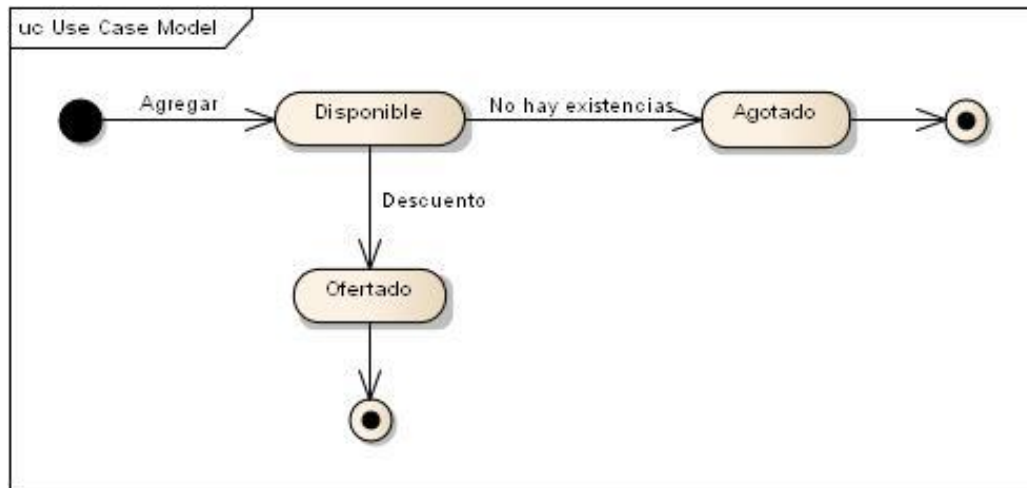 uc Use Case Model
Agregar
Disponible
No hay existencias
Agotado
Descuento
Ofertado